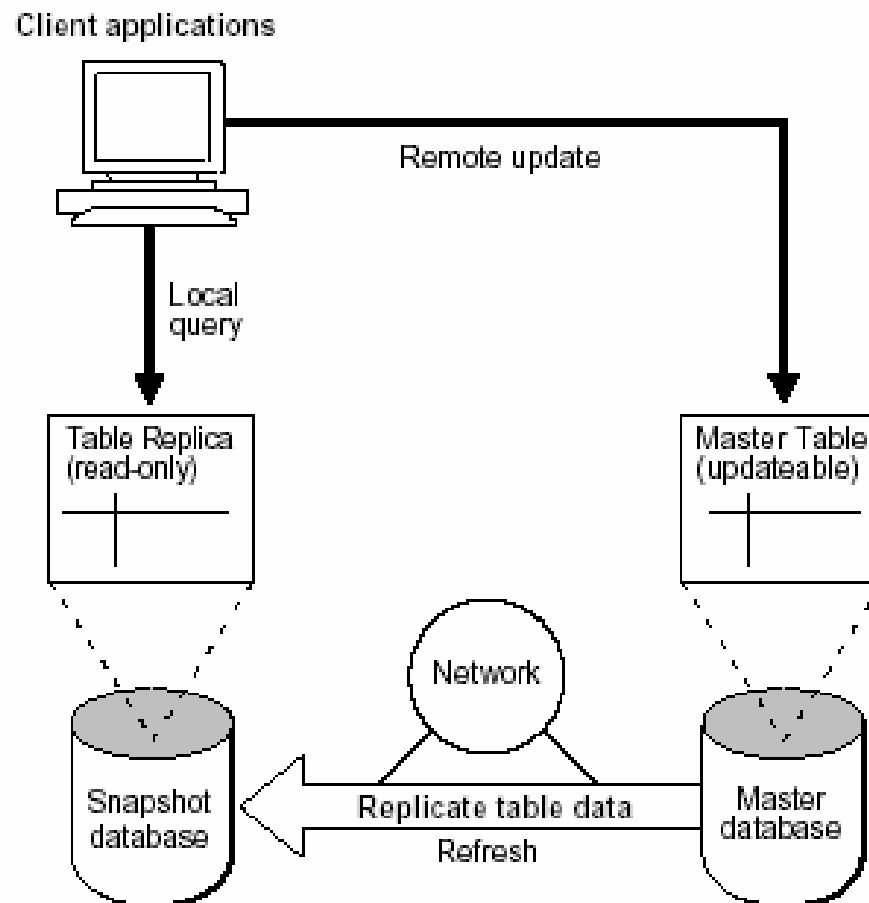 Client applications
Remote update
Local
query
Table Replica
(read-only)
Master Table
(updateable)
Network
Snapshot
database
Replicate table data
Refresh
Master
database